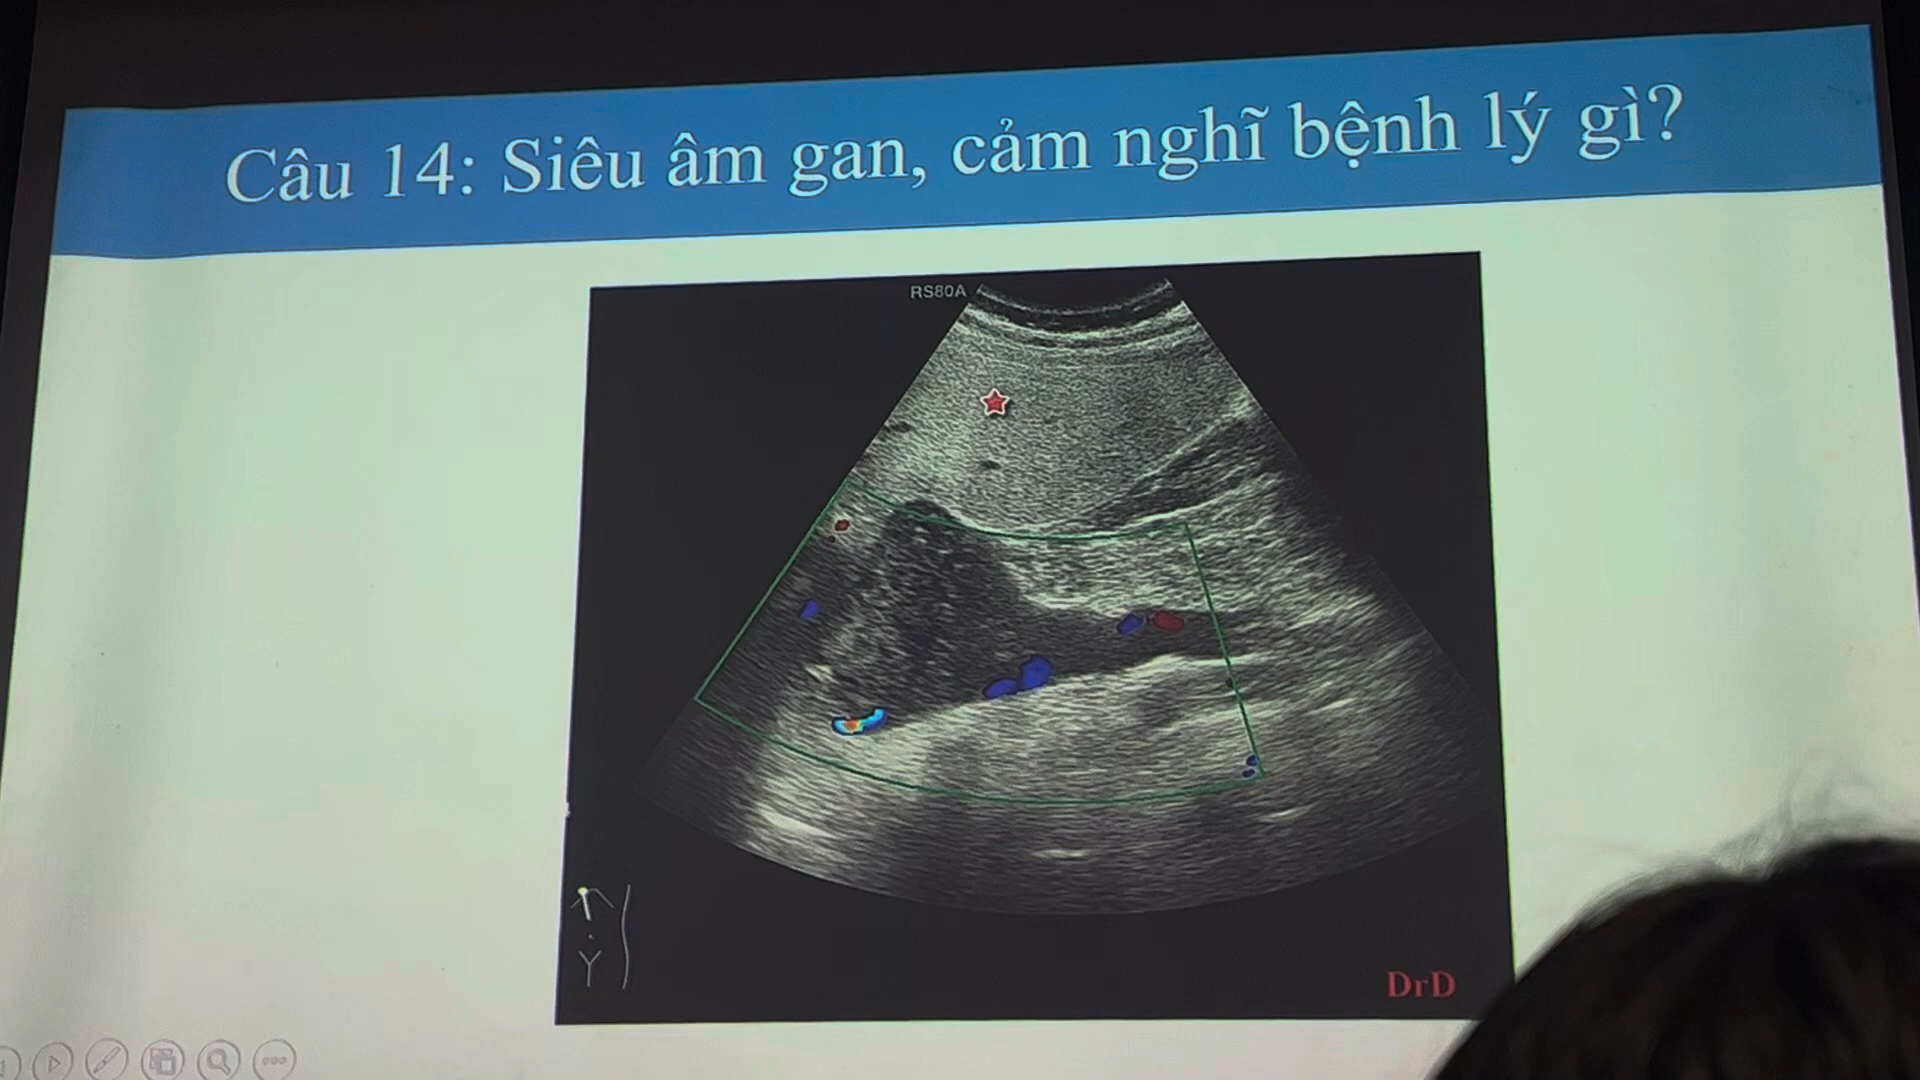 Câu 14: Siêu âm gan, cảm nghĩ bệnh lý gì?
RS80A
DrD